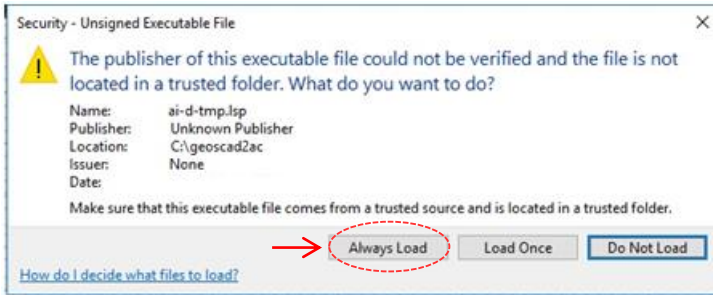 Security - Unsigned Executable File
The publisher of this executable file could not be verified and the file is not
located in a trusted folder. What do you want to do?
Name: ai-d-tmp.lsp
Publisher: Unknown Publisher
Location: C:\geoscad2ac
Issuer: None
Date:
Make sure that this executable file comes from a trusted source and is located in a trusted folder.
Always Load Load Once Do Not Load
How do I decide what files to load?